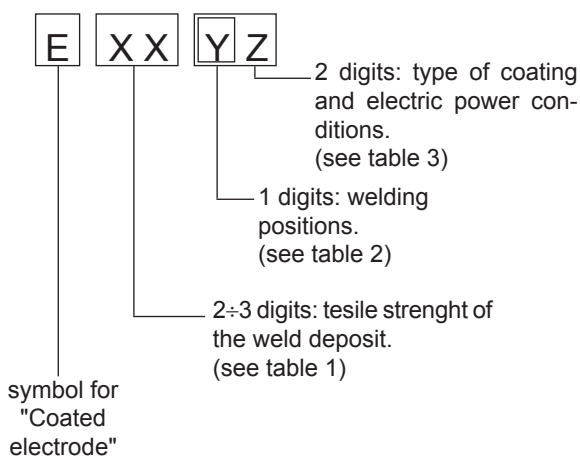 E XX YZ
2 digits: type of coating
and electric power con-
ditions.
(see table 3)
1 digits: welding
positions.
(see table 2)
2÷3 digits: tesile strenght of
the weld deposit.
(see table 1)
symbol for
"Coated
electrode"